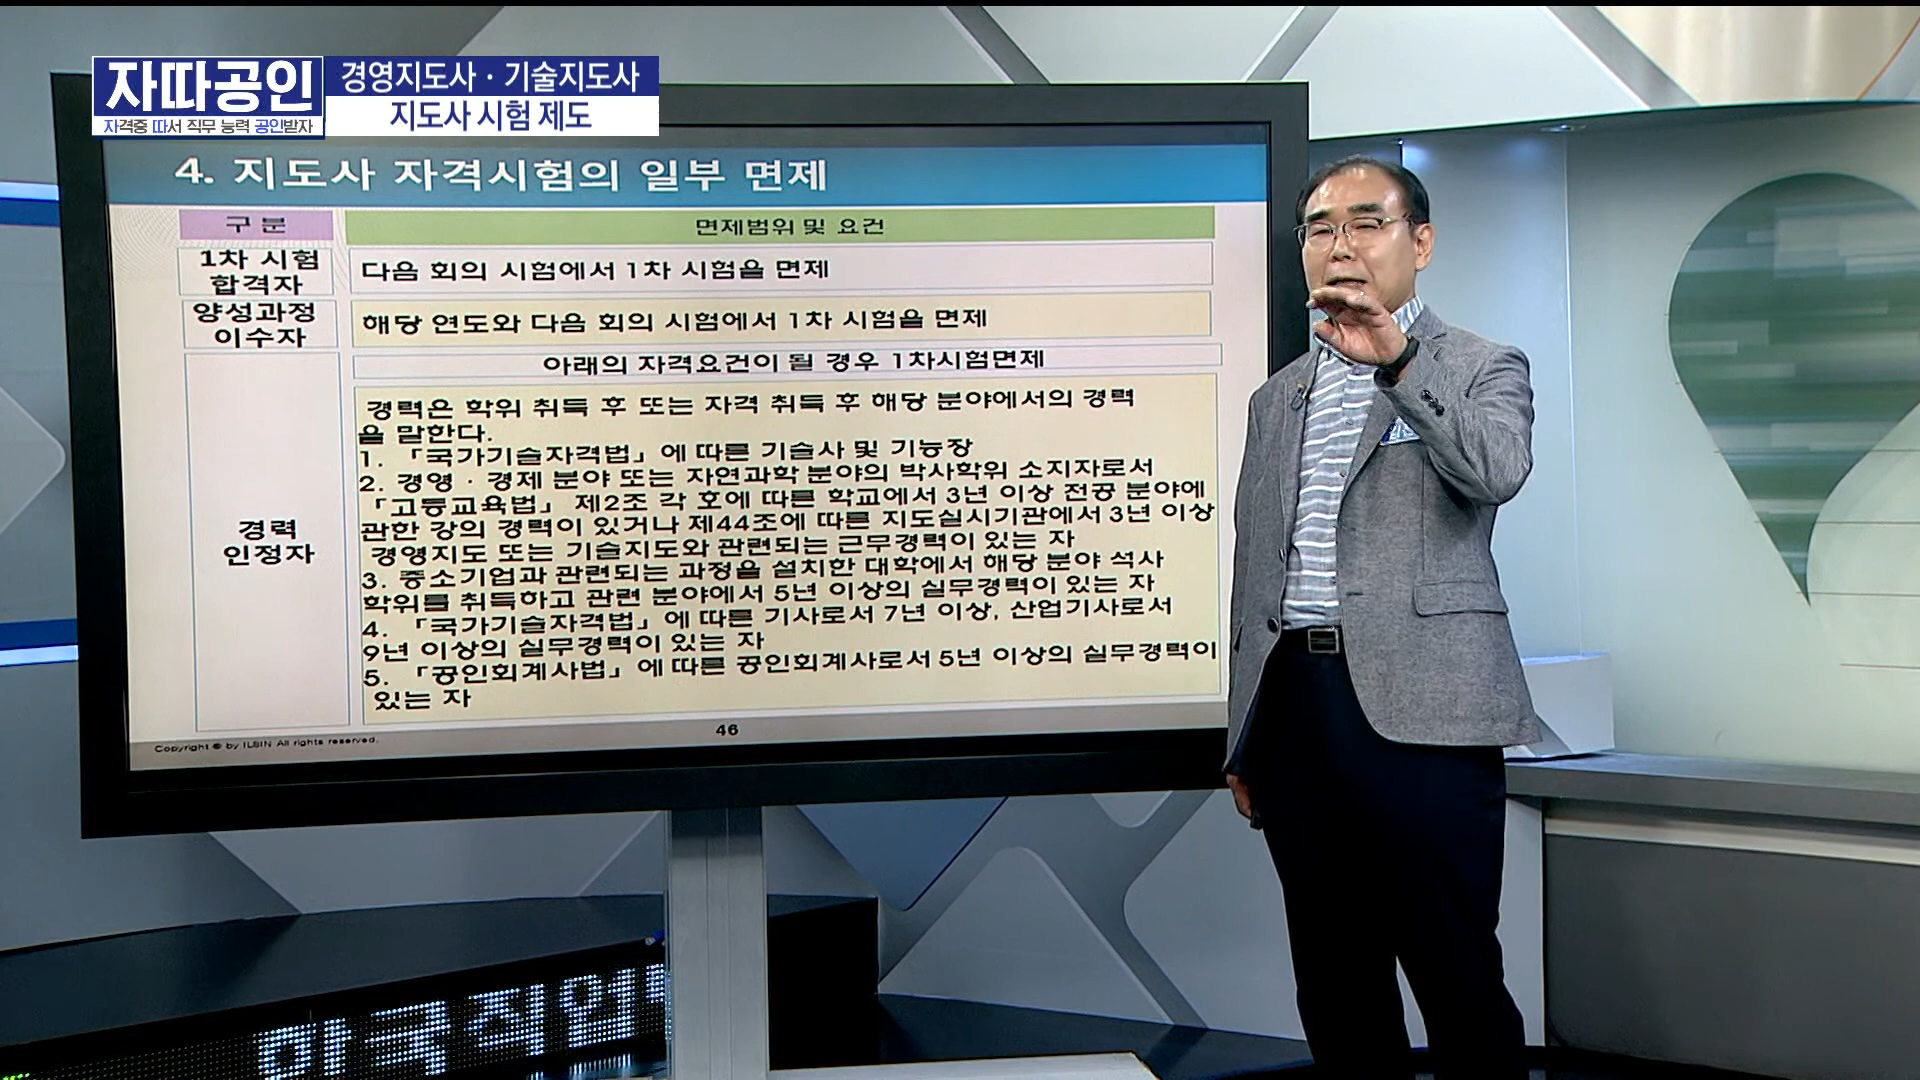 자따공인
자격증 따서 직무 능력 공인받자
경영지도사 · 기술지도사
지도사 시험 제도
4. 지도사 자격시험의 일부 면제
구 분
면제범위 및 요건
1차 시험
합격자
다음 회의 시험에서 1차 시험을 면제
양성과정
이수자
해당 연도와 다음 회의 시험에서 1차 시험을 면제
아래의 자격요건이 될 경우 1차시험면제
경력
인정자
경력은 학위 취득 후 또는 자격 취득 후 해당 분야에서의 경력
을 말한다.
1. 「국가기술자격법」에 따른 기술사 및 기능장
2. 경영 · 경제 분야 또는 자연과학 분야의 박사학위 소지자로서
「고등교육법」 제2조 각 호에 따른 학교에서 3년 이상 전공 분야에
관한 강의 경력이 있거나 제44조에 따른 지도실시기관에서 3년 이상
경영지도 또는 기술지도와 관련되는 근무경력이 있는 자
3. 중소기업과 관련되는 과정을 설치한 대학에서 해당 분야 석사
학위를 취득하고 관련 분야에서 5년 이상의 실무경력이 있는 자
4. 「국가기술자격법」에 따른 기사로서 7년 이상, 산업기사로서
9년 이상의 실무경력이 있는 자
5. 「공인회계사법」에 따른 공인회계사로서 5년 이상의 실무경력이
있는 자
46
Copyright © by ILBIN All rights reserved.
한국직업